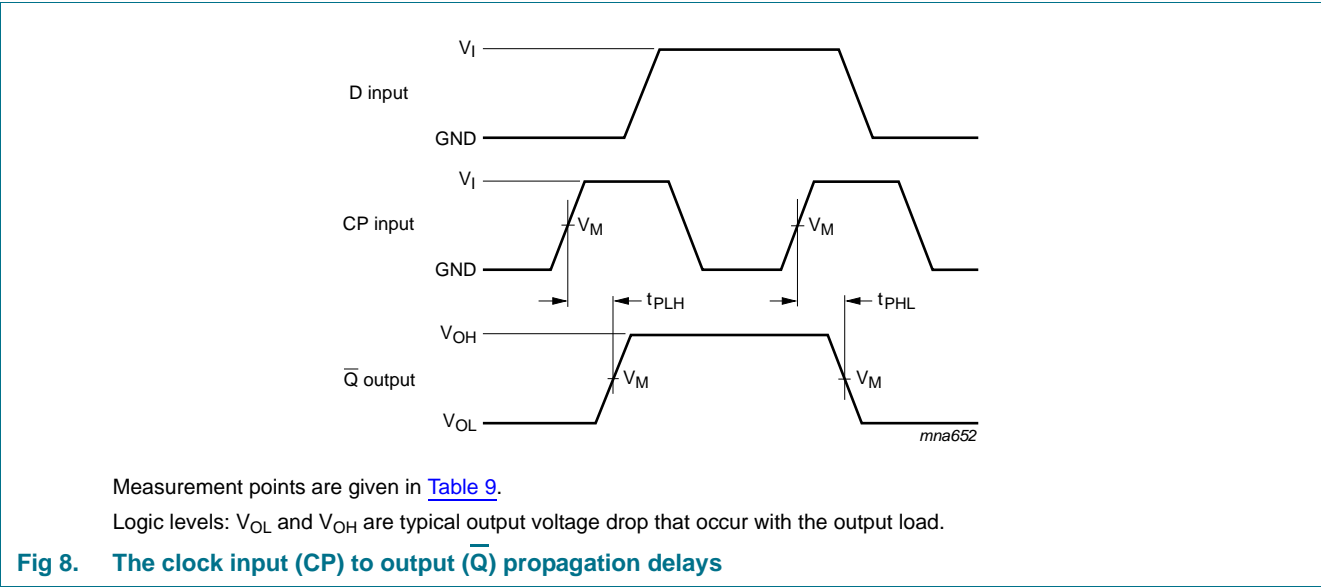 V_I
D input
GND
V_I
CP input
V_M
V_M
GND
t_PLH
t_PHL
V_OH
Q̅ output
V_M
V_M
V_OL
mna652
Measurement points are given in Table 9.
Logic levels: V_OL and V_OH are typical output voltage drop that occur with the output load.
Fig 8. The clock input (CP) to output (Q̅) propagation delays